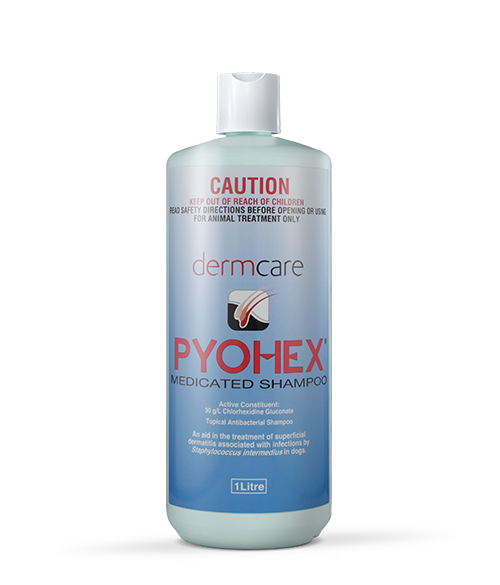 CAUTION
KEEP OUT OF REACH OF CHILDREN
READ SAFETY DIRECTIONS BEFORE OPENING OR USING
FOR ANIMAL TREATMENT ONLY
dermcare
PYOHEX®
MEDICATED SHAMPOO
Active Constituent:
30 g/L Chlorhexidine Gluconate
Topical Antibacterial Shampoo
An aid in the treatment of superficial
dermatitis associated with infections by
Staphylococcus intermedius in dogs.
1 Litre